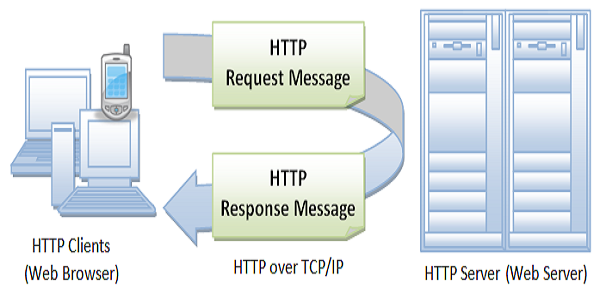 HTTP
Request Message
HTTP
Response Message
HTTP Clients
(Web Browser)
HTTP over TCP/IP
HTTP Server (Web Server)